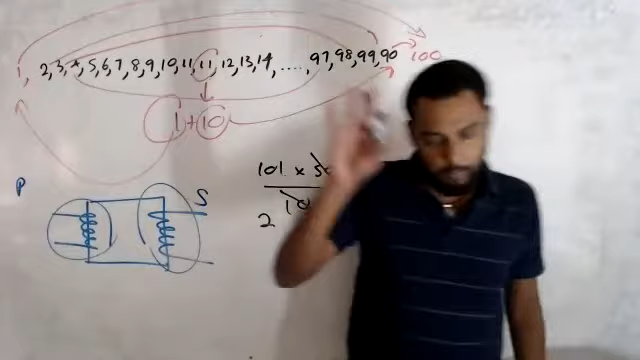 1, 2, 3, 4, 5, 6, 7, 8, 9, 10, 11, 11, 12, 13, 14, ...., 97, 98, 99, 90 100
1 + 10
101 x
2
P S